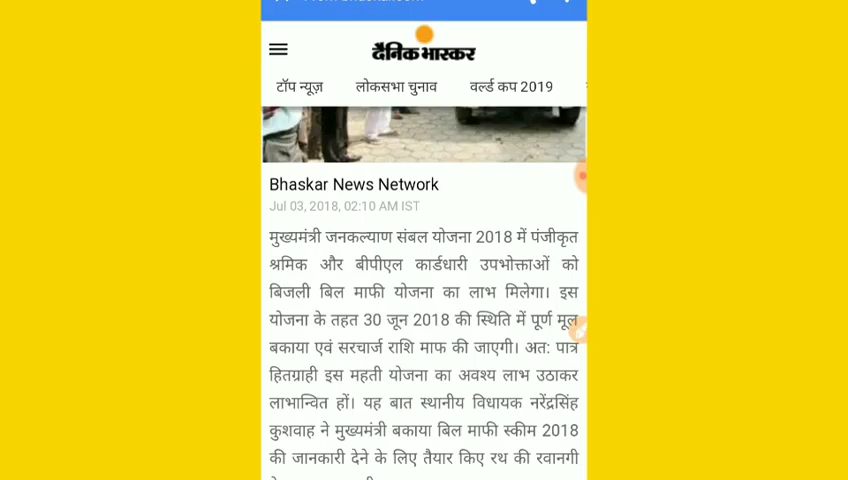 दैनिक भास्कर
टॉप न्यूज़ लोकसभा चुनाव वर्ल्ड कप 2019
Bhaskar News Network
Jul 03, 2018, 02:10 AM IST
मुख्यमंत्री जनकल्याण संबल योजना 2018 में पंजीकृत
श्रमिक और बीपीएल कार्डधारी उपभोक्ताओं को
बिजली बिल माफी योजना का लाभ मिलेगा। इस
योजना के तहत 30 जून 2018 की स्थिति में पूर्ण मूल
बकाया एवं सरचार्ज राशि माफ की जाएगी। अत: पात्र
हितग्राही इस महती योजना का अवश्य लाभ उठाकर
लाभान्वित हों। यह बात स्थानीय विधायक नरेंद्रसिंह
कुशवाह ने मुख्यमंत्री बकाया बिल माफी स्कीम 2018
की जानकारी देने के लिए तैयार किए रथ की रवानगी